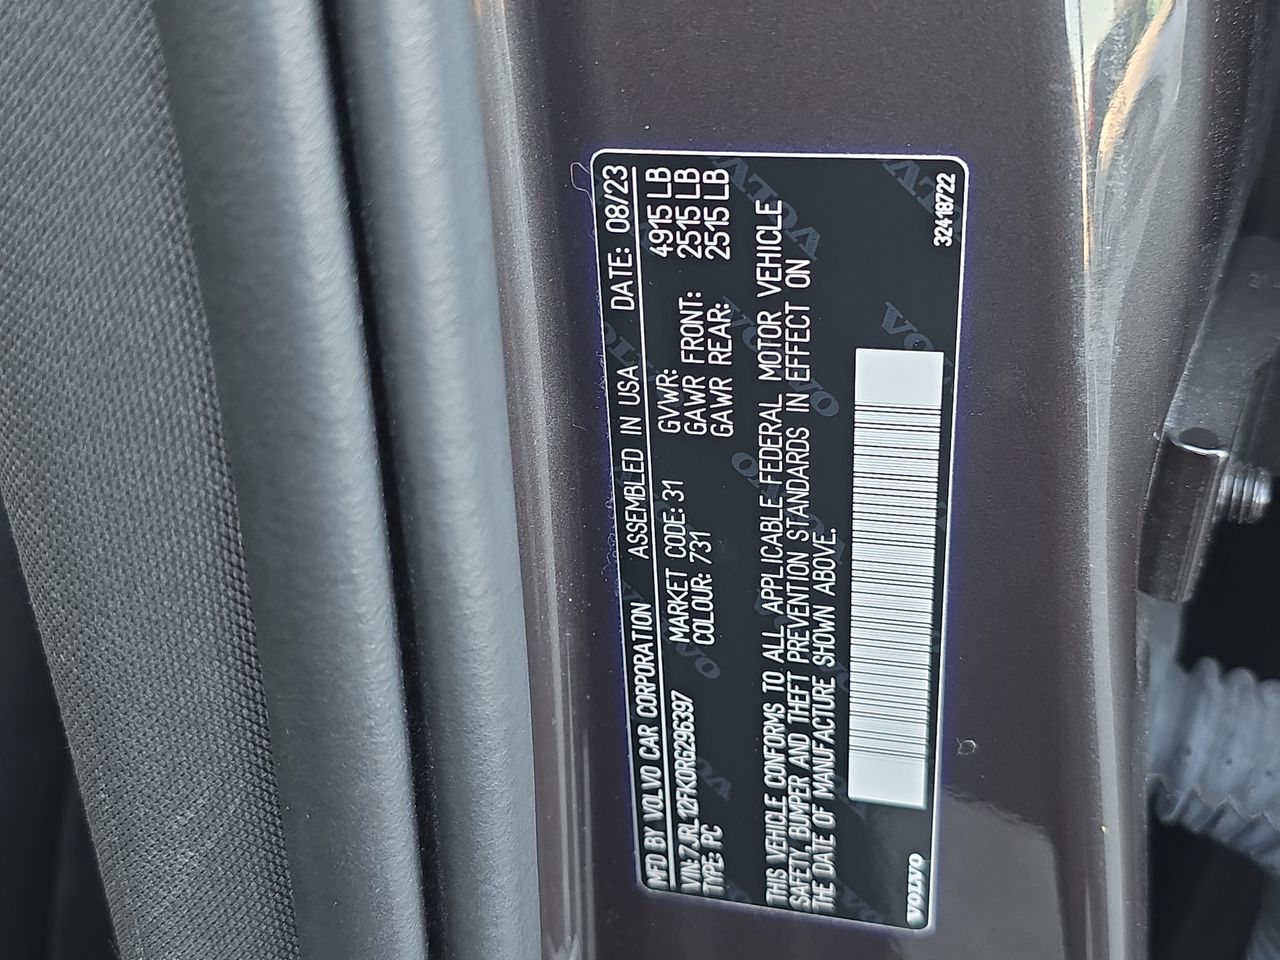 MFD BY VOLVO CAR CORPORATION ASSEMBLED IN USA DATE: 08/23
VIN: 7JRL12FK0RG296397 MARKET CODE: 31 GVWR: 4915 LB
TYPE: PC COLOUR: 731 GAWR FRONT: 2515 LB
GAWR REAR: 2515 LB
THIS VEHICLE CONFORMS TO ALL APPLICABLE FEDERAL MOTOR VEHICLE
SAFETY, BUMPER AND THEFT PREVENTION STANDARDS IN EFFECT ON
THE DATE OF MANUFACTURE SHOWN ABOVE.
VOLVO 32418722